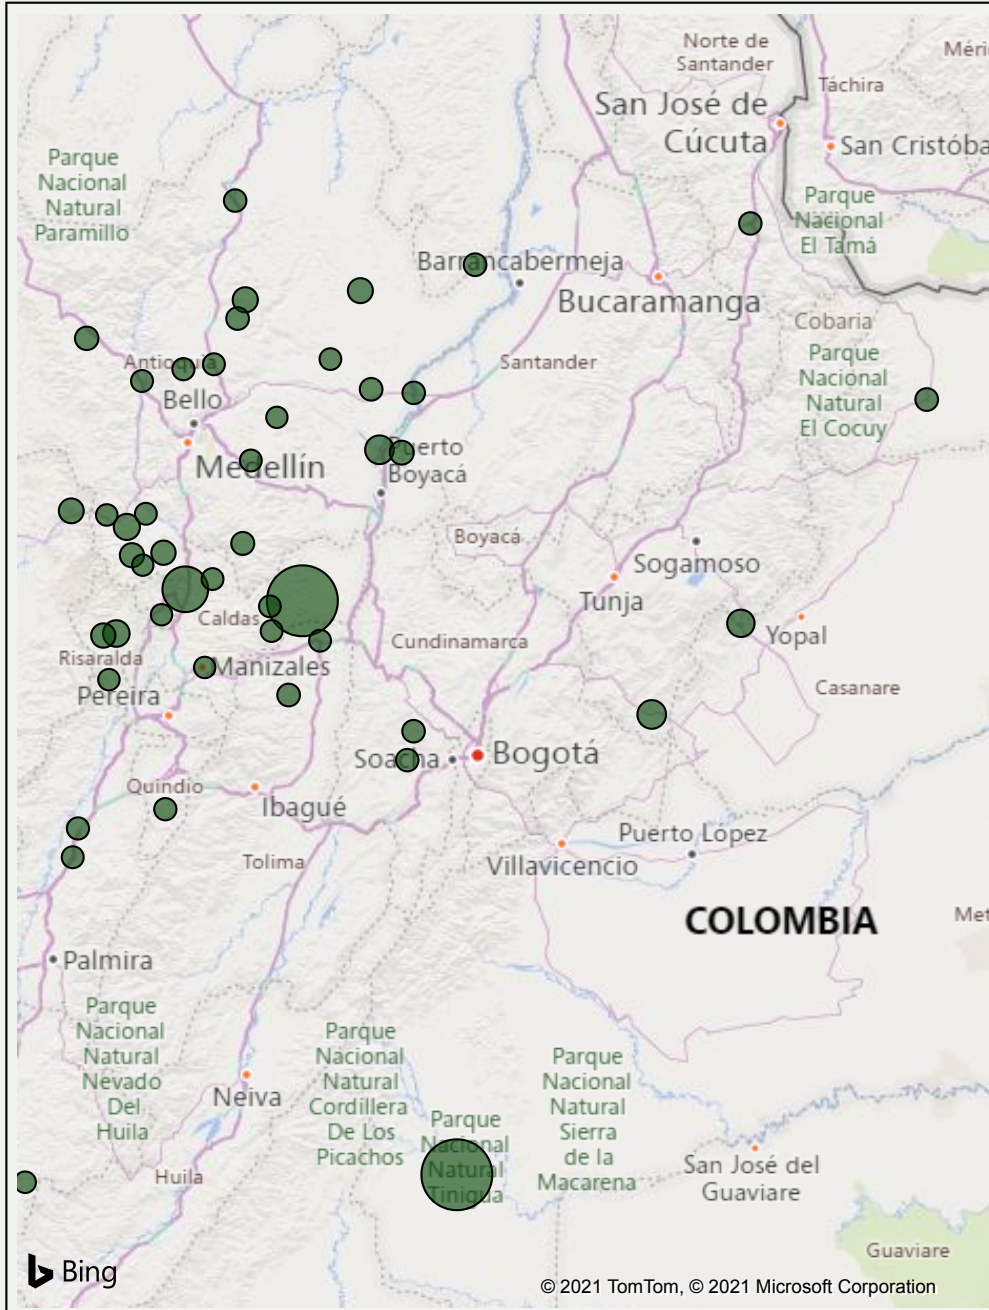 Norte de
Santander
Méri
Táchira
San José de
Cúcuta
San Cristóba
Parque
Nacional
Natural
Paramillo
Parque
Nacional
El Tamá
Barrancabermeja
Bucaramanga
Cobaria
Parque
Nacional
Natural
El Cocuy
Antioquia
Santander
Bello
Medellín
Puerto
Boyacá
Boyacá
Sogamoso
Tunja
Caldas
Cundinamarca
Yopal
Risaralda
Manizales
Casanare
Pereira
Soacha
Bogotá
Quindio
Ibagué
Puerto López
Villavicencio
Tolima
COLOMBIA
Met
Palmira
Parque
Nacional
Natural
Nevado
Del
Huila
Parque
Nacional
Natural
Cordillera
De Los
Picachos
Parque
Nacional
Natural
Sierra
de la
Macarena
Neiva
Parque
Nacional
Natural
Tinigua
San José del
Guaviare
Huila
Guaviare
Bing
© 2021 TomTom, © 2021 Microsoft Corporation